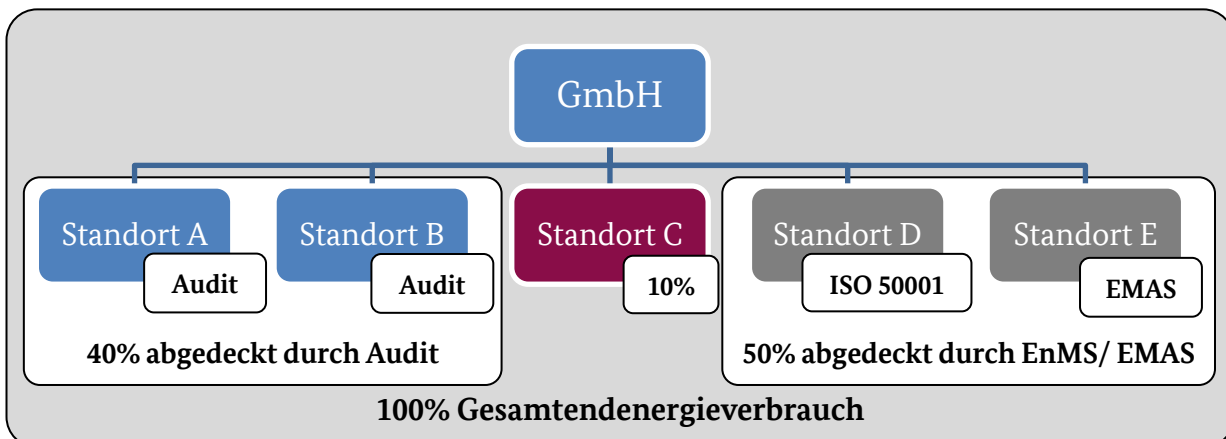 GmbH
Standort A
Audit
Standort B
Audit
40% abgedeckt durch Audit
Standort C
10%
Standort D
ISO 50001
Standort E
EMAS
50% abgedeckt durch EnMS/ EMAS
100% Gesamtendenergieverbrauch